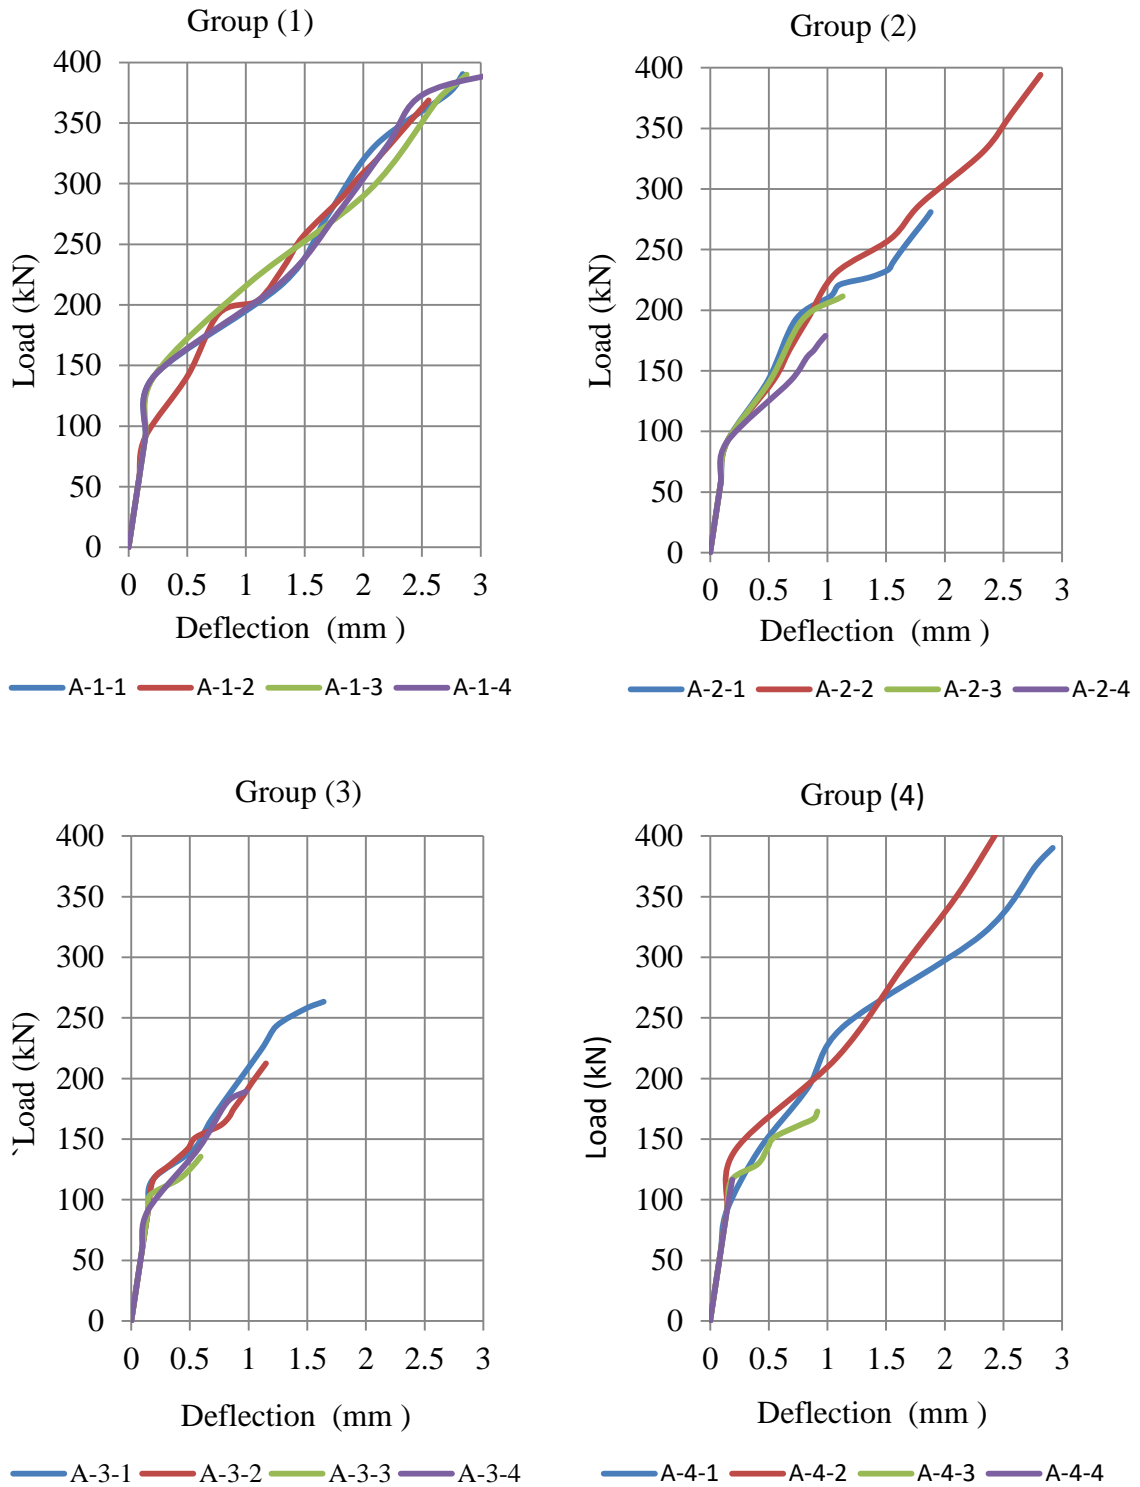 Group (1)
400
350
300
250
200
150
100
50
0
Load (kN)
0 0.5 1 1.5 2 2.5 3
Deflection (mm )
A-1-1 A-1-2 A-1-3 A-1-4
Group (2)
400
350
300
250
200
150
100
50
0
Load (kN)
0 0.5 1 1.5 2 2.5 3
Deflection (mm )
A-2-1 A-2-2 A-2-3 A-2-4
Group (3)
400
350
300
250
200
150
100
50
0
`Load (kN)
0 0.5 1 1.5 2 2.5 3
Deflection (mm )
A-3-1 A-3-2 A-3-3 A-3-4
Group (4)
400
350
300
250
200
150
100
50
0
Load (kN)
0 0.5 1 1.5 2 2.5 3
Deflection (mm )
A-4-1 A-4-2 A-4-3 A-4-4